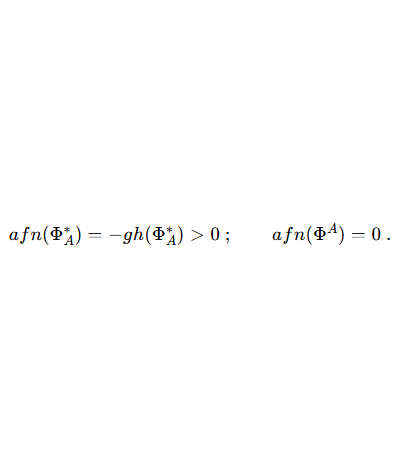 afn(Φ*_A) = −gh(Φ*_A) > 0 ; afn(Φ^A) = 0 .